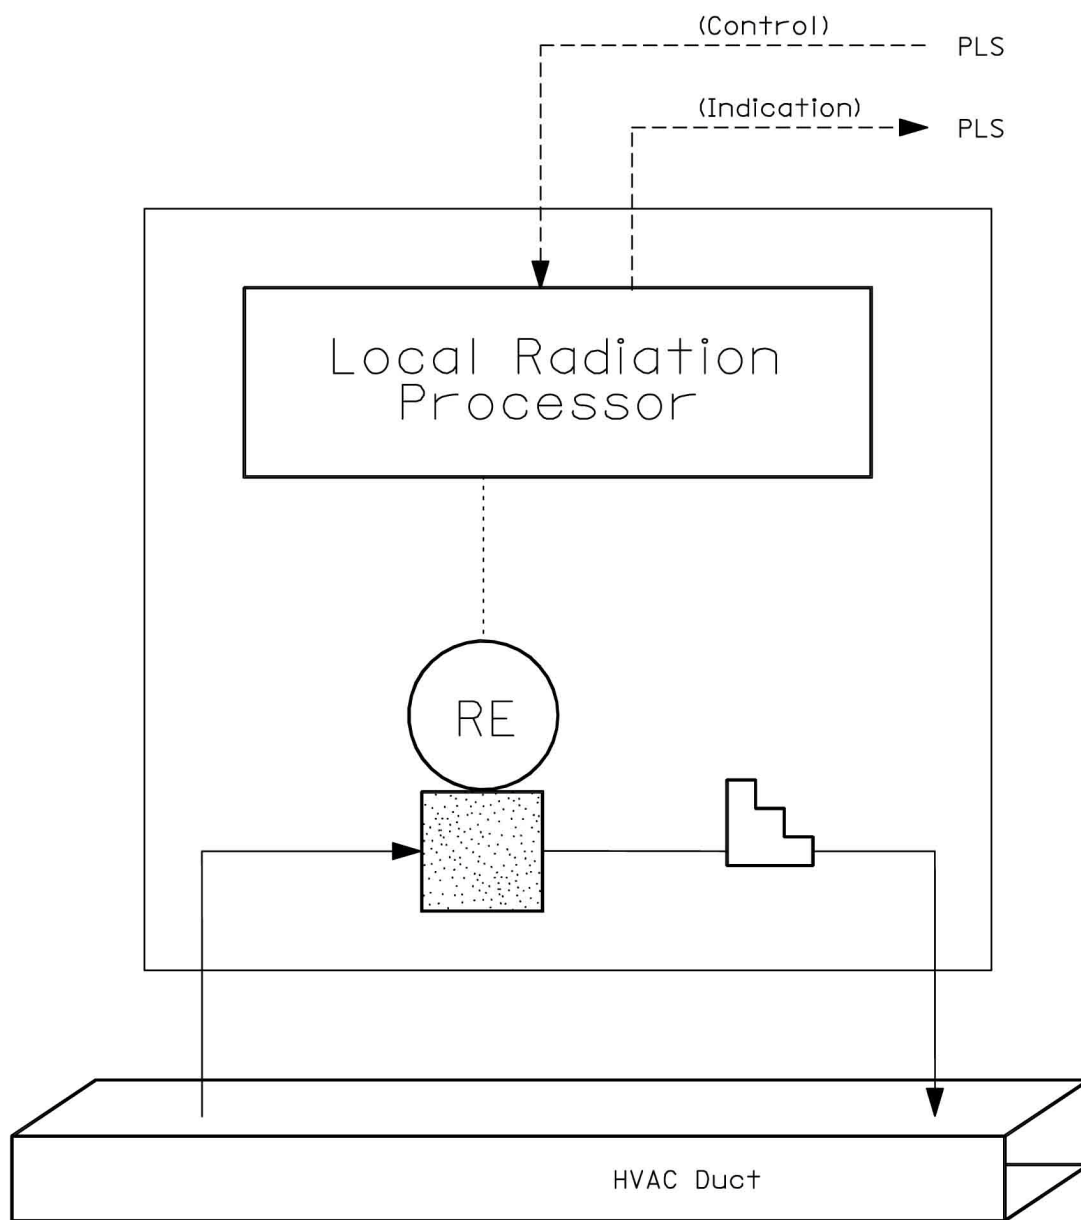 (Control)
PLS
(Indication)
PLS
Local Radiation
Processor
RE
HVAC Duct